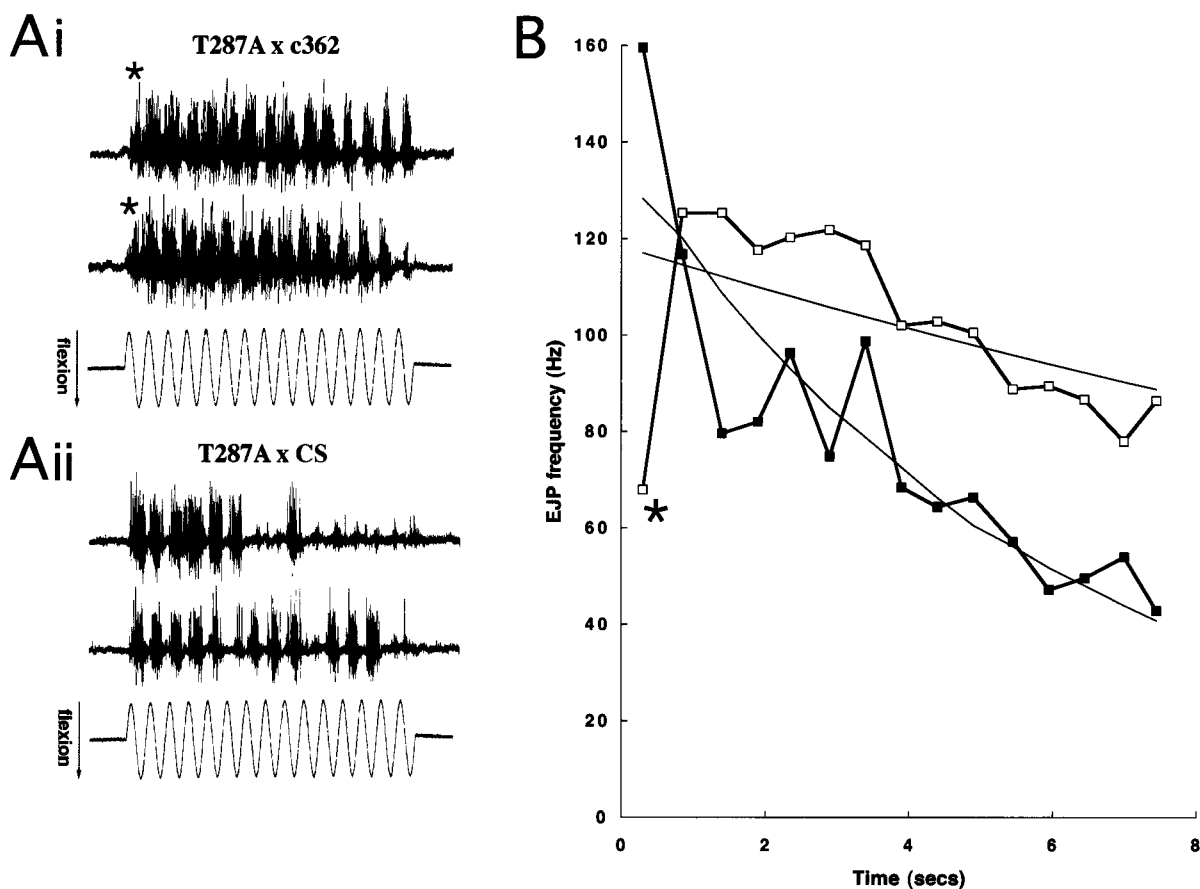 Ai
T287A x c362
*
*
flexion
Aii
T287A x CS
flexion
B
160
140
120
100
80
60
40
20
0
EJP frequency (Hz)
*
0 2 4 6 8
Time (secs)